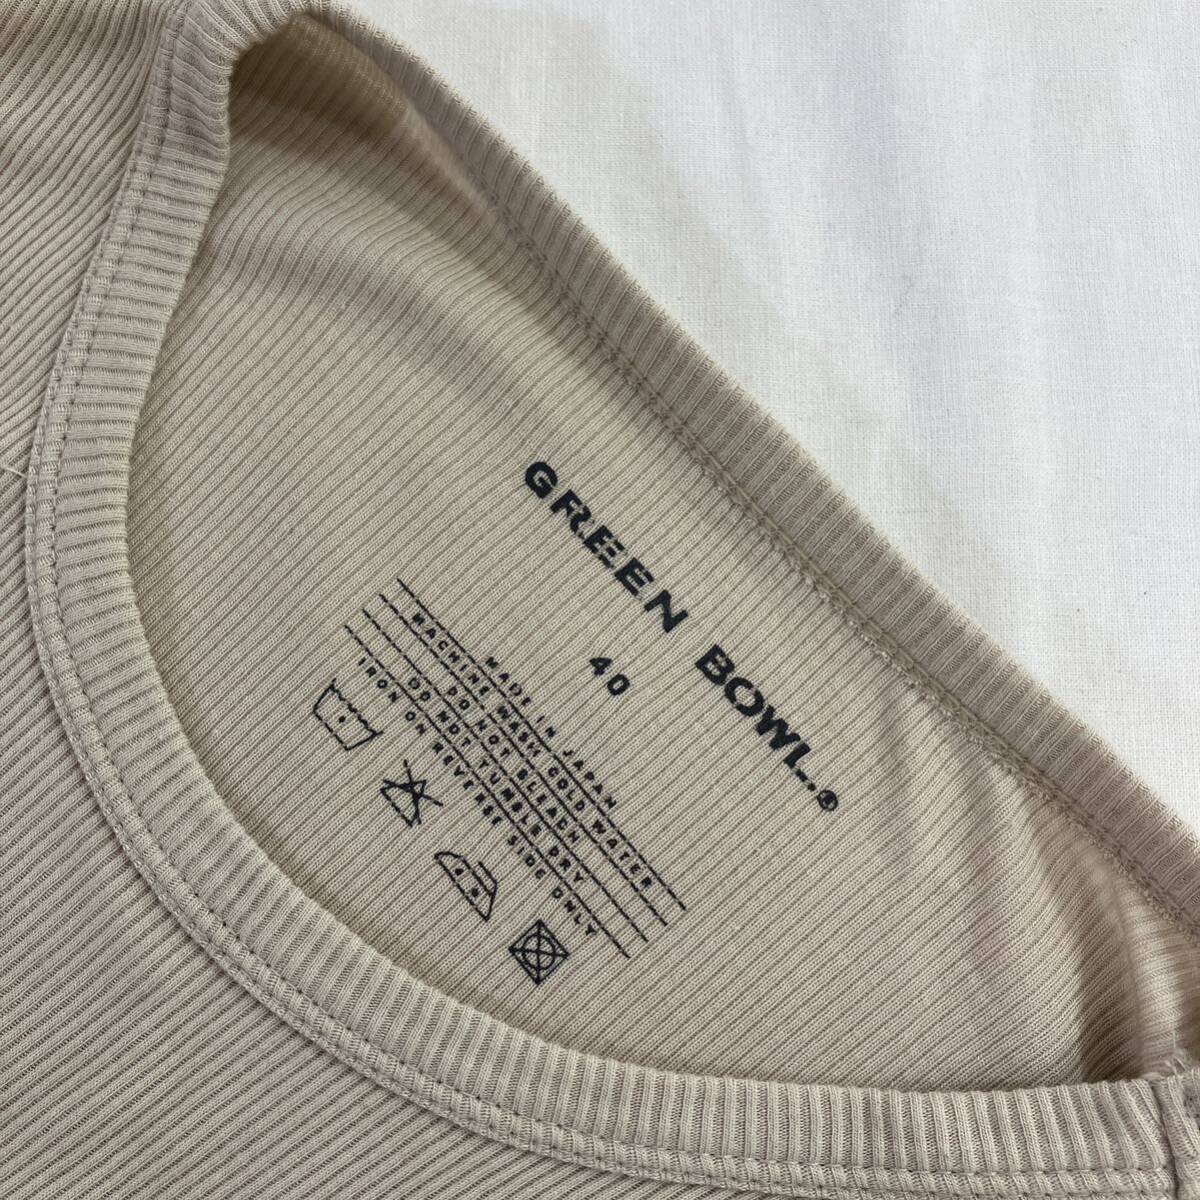 GREEN BOWL..®
40
MADE IN JAPAN
MACHINE WASH COLD WATER
DO NOT BLEACH
DO NOT TUMBLE DRY
IRON ON REVERSE SIDE ONLY